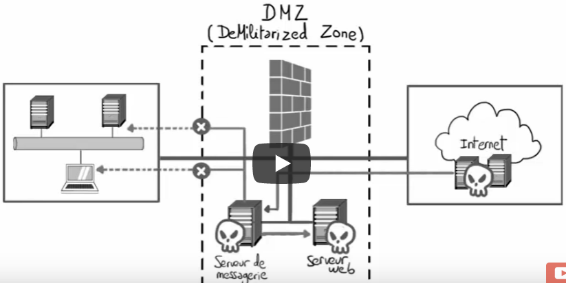 DMZ
(DeMilitarized Zone)
Internet
Serveur de
messagerie
Serveur
web